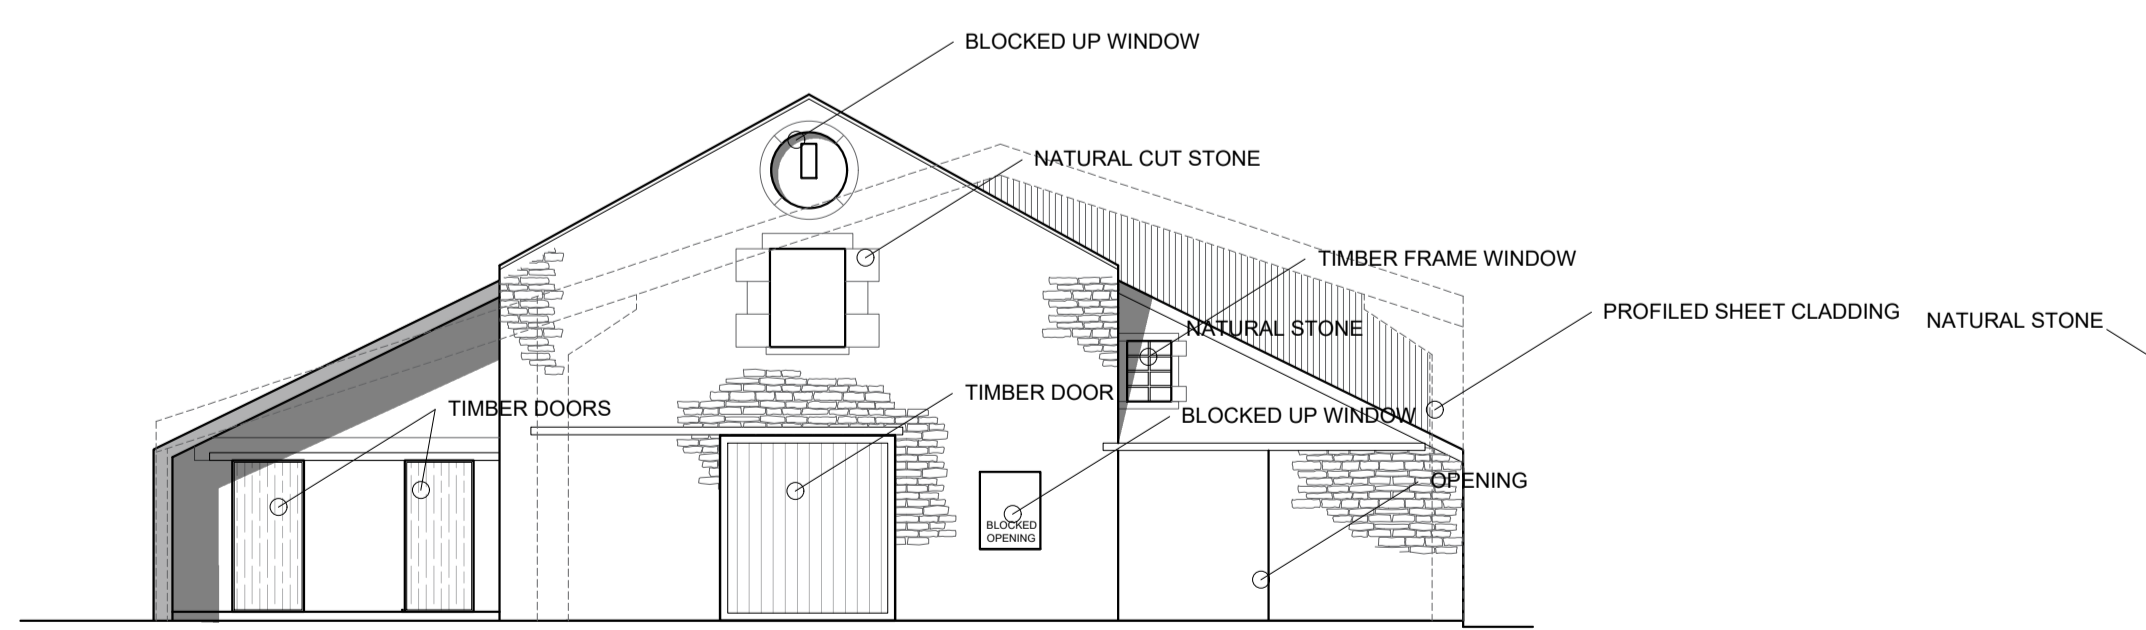 BLOCKED UP WINDOW
NATURAL CUT STONE
TIMBER FRAME WINDOW
PROFILED SHEET CLADDING
NATURAL STONE
NATURAL STONE
TIMBER DOOR
TIMBER DOORS
BLOCKED UP WINDOW
OPENING
BLOCKED
OPENING